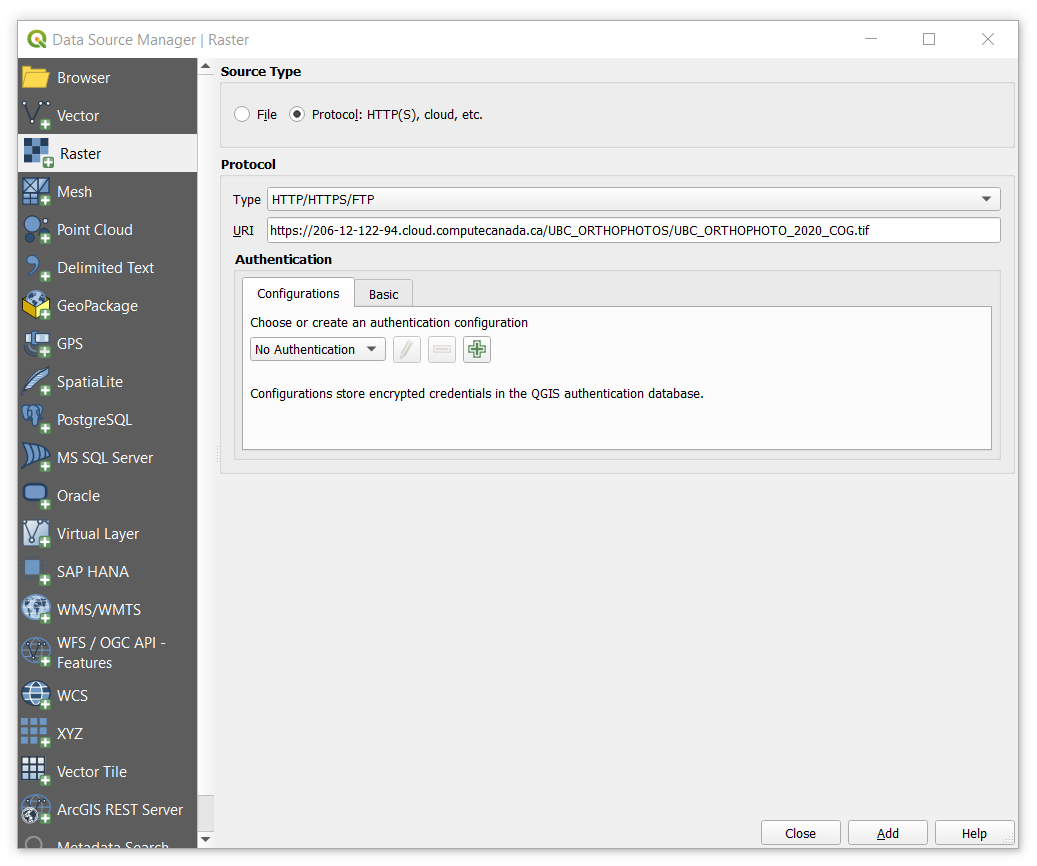 Data Source Manager | Raster
Browser
Vector
Raster
Mesh
Point Cloud
Delimited Text
GeoPackage
GPS
SpatiaLite
PostgreSQL
MS SQL Server
Oracle
Virtual Layer
SAP HANA
WMS/WMTS
WFS / OGC API -
Features
WCS
XYZ
Vector Tile
ArcGIS REST Server
Metadata Search
Source Type
File
Protocol: HTTP(S), cloud, etc.
Protocol
Type HTTP/HTTPS/FTP
URI https://206-12-122-94.cloud.computecanada.ca/UBC_ORTHOPHOTOS/UBC_ORTHOPHOTO_2020_COG.tif
Authentication
Configurations Basic
Choose or create an authentication configuration
No Authentication
Configurations store encrypted credentials in the QGIS authentication database.
Close Add Help